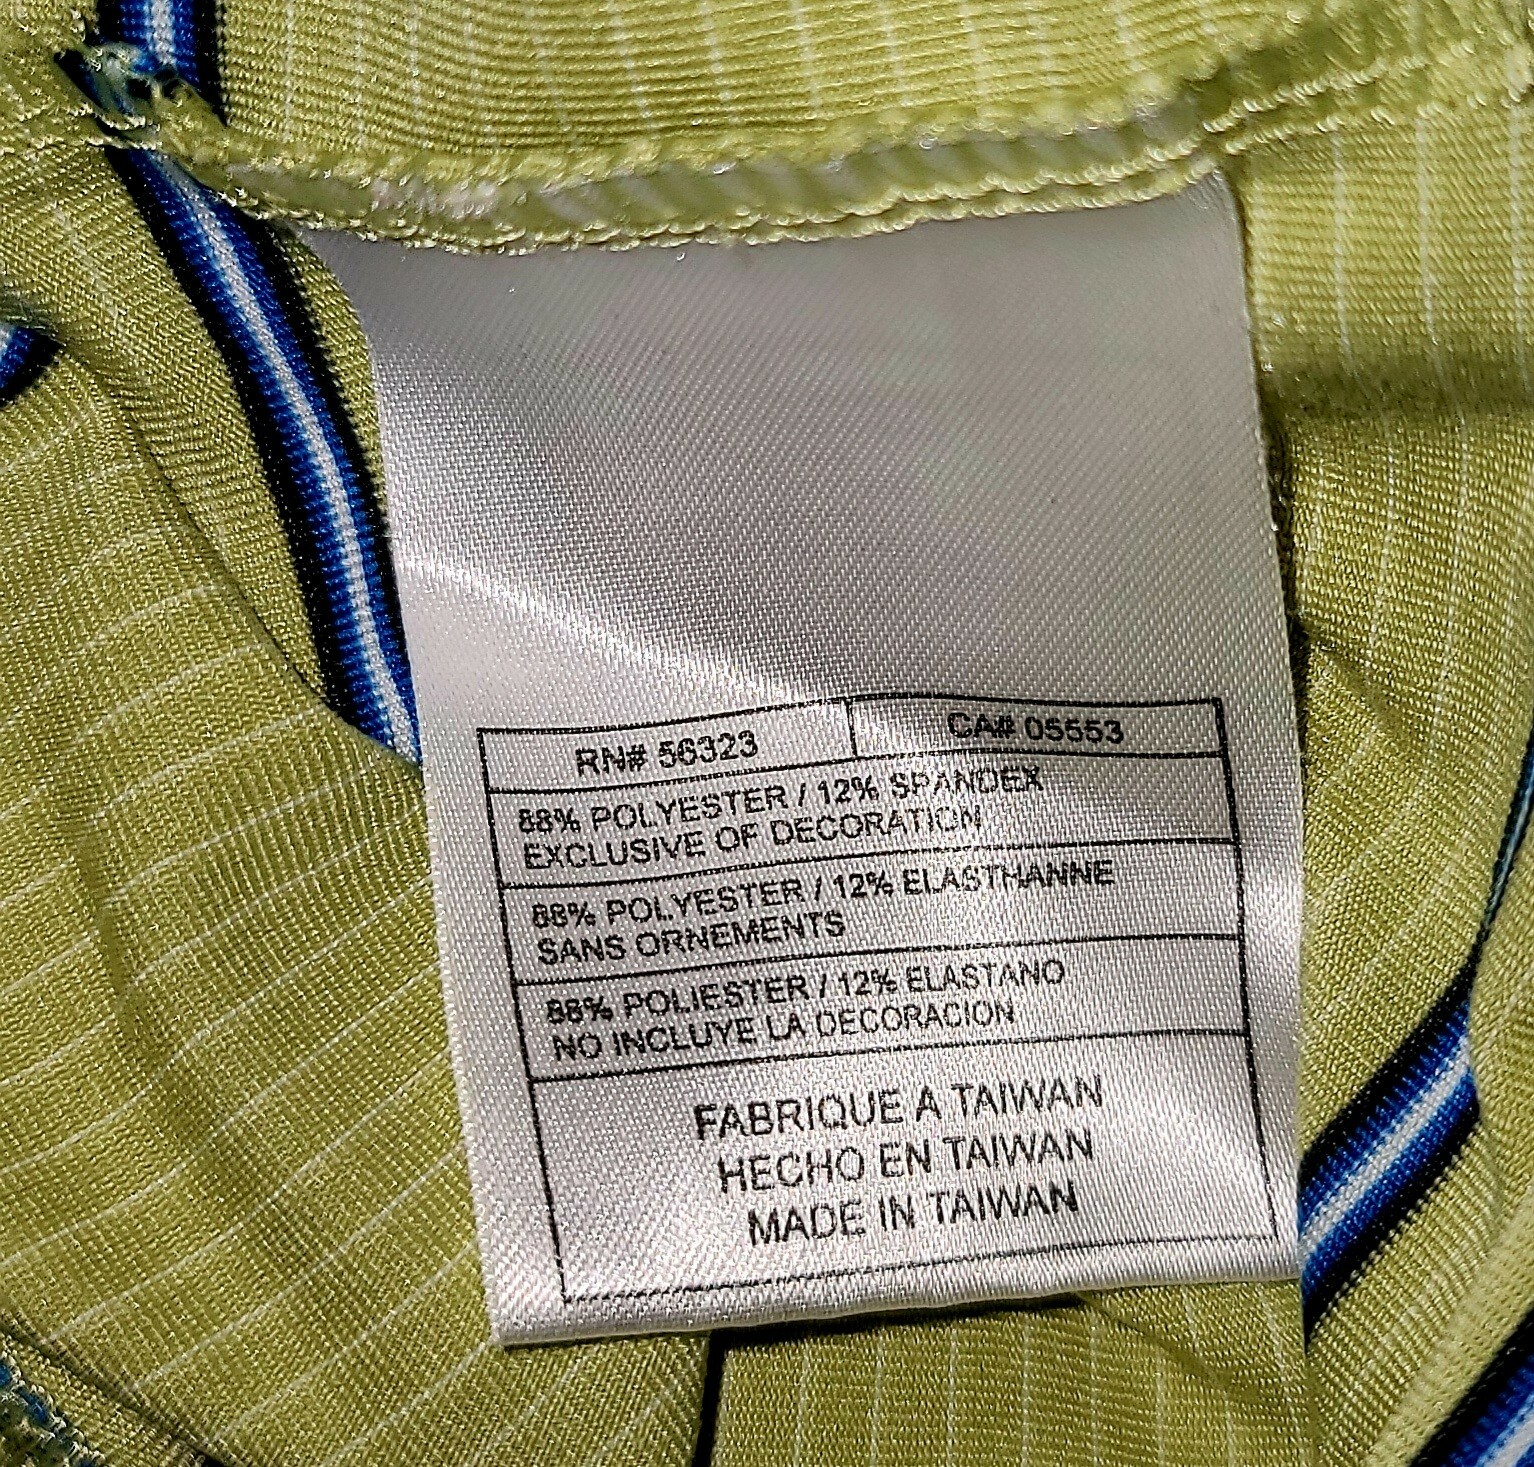 RN# 56323
CA# 05553
88% POLYESTER / 12% SPANDEX
EXCLUSIVE OF DECORATION
88% POLYESTER / 12% ELASTHANNE
SANS ORNEMENTS
88% POLIESTER / 12% ELASTANO
NO INCLUYE LA DECORACION
FABRIQUE A TAIWAN
HECHO EN TAIWAN
MADE IN TAIWAN